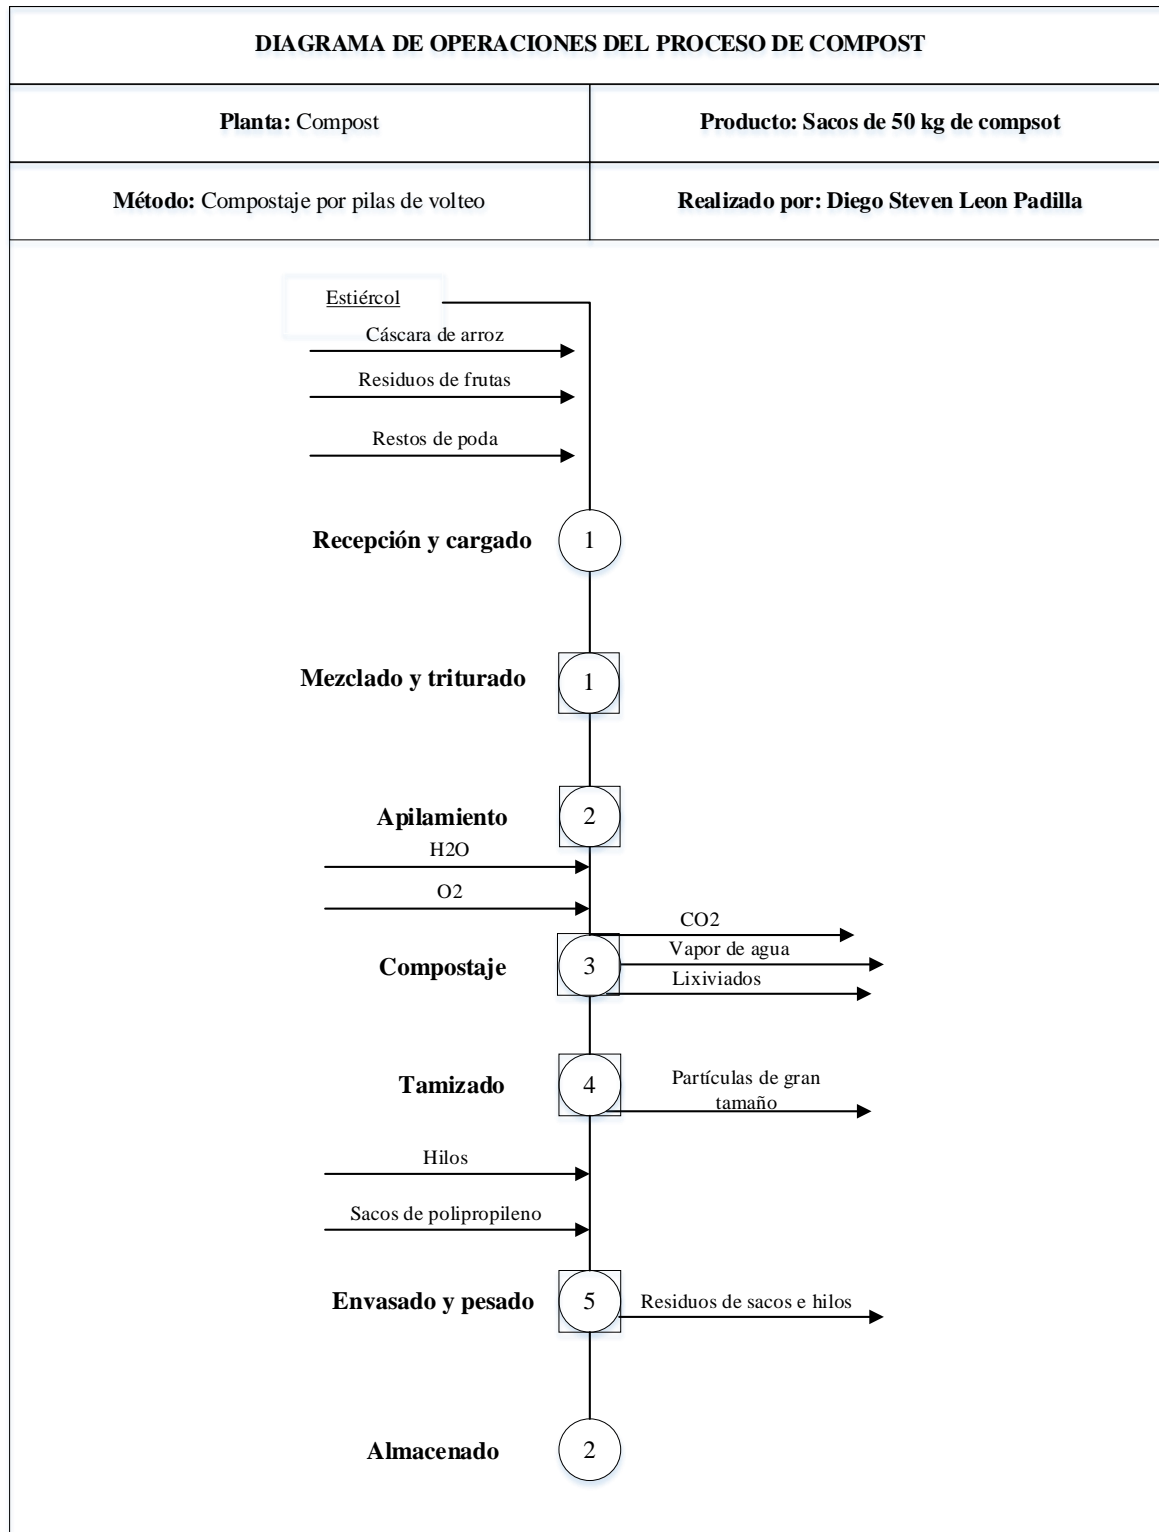 DIAGRAMA DE OPERACIONES DEL PROCESO DE COMPOST
Planta: Compost
Producto: Sacos de 50 kg de compsot
Método: Compostaje por pilas de volteo
Realizado por: Diego Steven Leon Padilla
Estiércol
Cáscara de arroz
Residuos de frutas
Restos de poda
Recepción y cargado
1
Mezclado y triturado
1
Apilamiento
2
H2O
O2
CO2
Vapor de agua
Compostaje
3
Lixiviados
Tamizado
4
Partículas de gran
tamaño
Hilos
Sacos de polipropileno
Envasado y pesado
5
Residuos de sacos e hilos
Almacenado
2